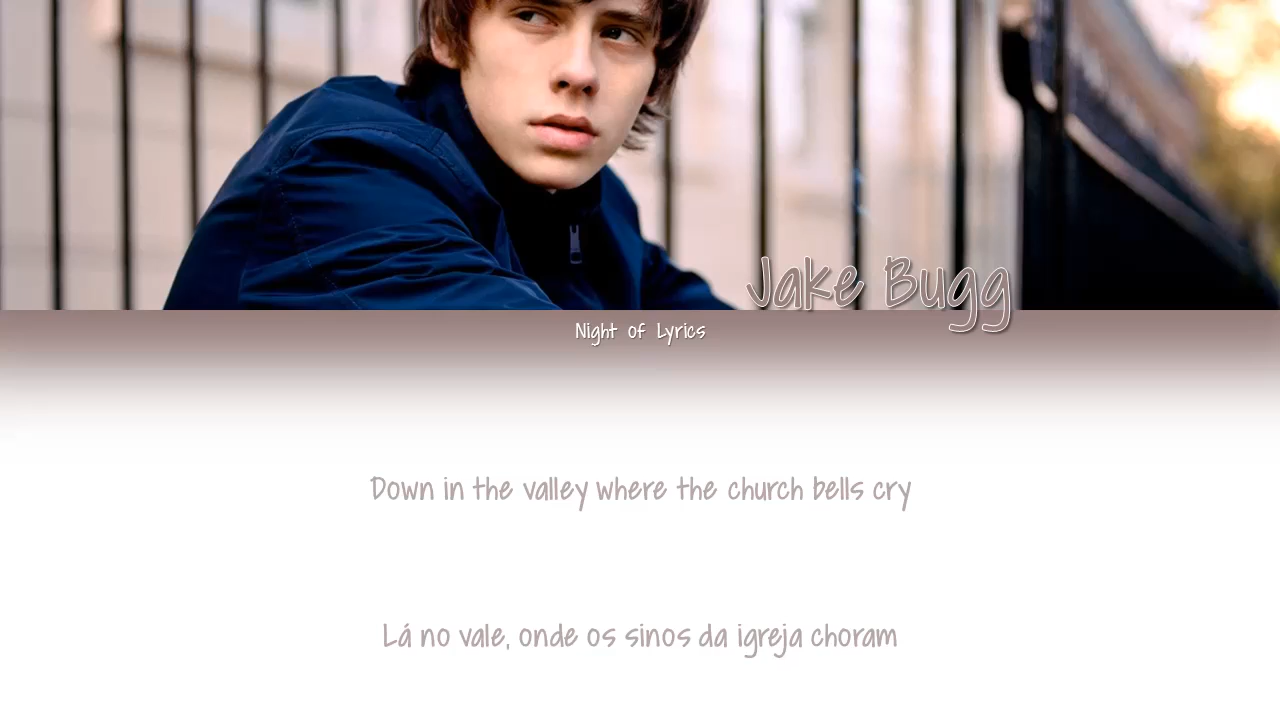 Jake Bugg
Night of Lyrics
Down in the valley where the church bells cry
Lá no vale, onde os sinos da igreja choram